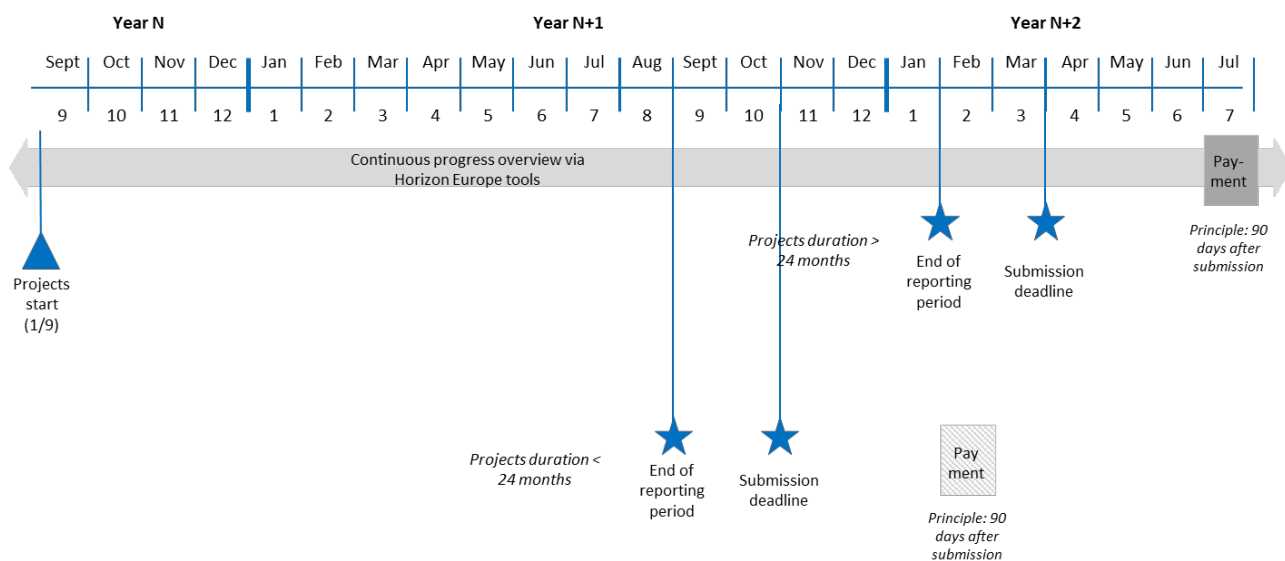 Year N
Year N+1
Year N+2
Sept Oct Nov Dec Jan Feb Mar Apr May Jun Jul Aug Sept Oct Nov Dec Jan Feb Mar Apr May Jun Jul
9 10 11 12 1 2 3 4 5 6 7 8 9 10 11 12 1 2 3 4 5 6 7
Continuous progress overview via
Horizon Europe tools
Pay-
ment
Projects start
(1/9)
Projects duration >
24 months
End of
reporting
period
Submission
deadline
Principle: 90
days after
submission
Projects duration <
24 months
End of
reporting
period
Submission
deadline
Pay
ment
Principle: 90
days after
submission